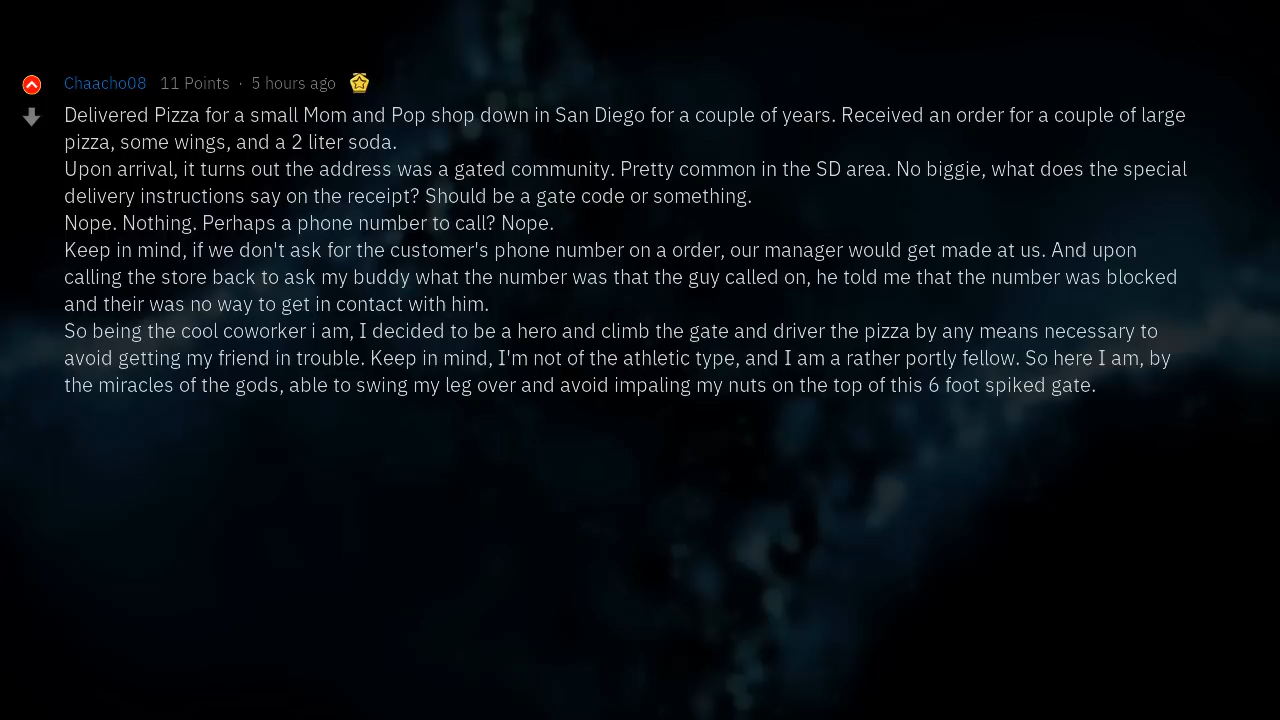 Chaacho08 11 Points · 5 hours ago
Delivered Pizza for a small Mom and Pop shop down in San Diego for a couple of years. Received an order for a couple of large
pizza, some wings, and a 2 liter soda.
Upon arrival, it turns out the address was a gated community. Pretty common in the SD area. No biggie, what does the special
delivery instructions say on the receipt? Should be a gate code or something.
Nope. Nothing. Perhaps a phone number to call? Nope.
Keep in mind, if we don't ask for the customer's phone number on a order, our manager would get made at us. And upon
calling the store back to ask my buddy what the number was that the guy called on, he told me that the number was blocked
and their was no way to get in contact with him.
So being the cool coworker i am, I decided to be a hero and climb the gate and driver the pizza by any means necessary to
avoid getting my friend in trouble. Keep in mind, I'm not of the athletic type, and I am a rather portly fellow. So here I am, by
the miracles of the gods, able to swing my leg over and avoid impaling my nuts on the top of this 6 foot spiked gate.